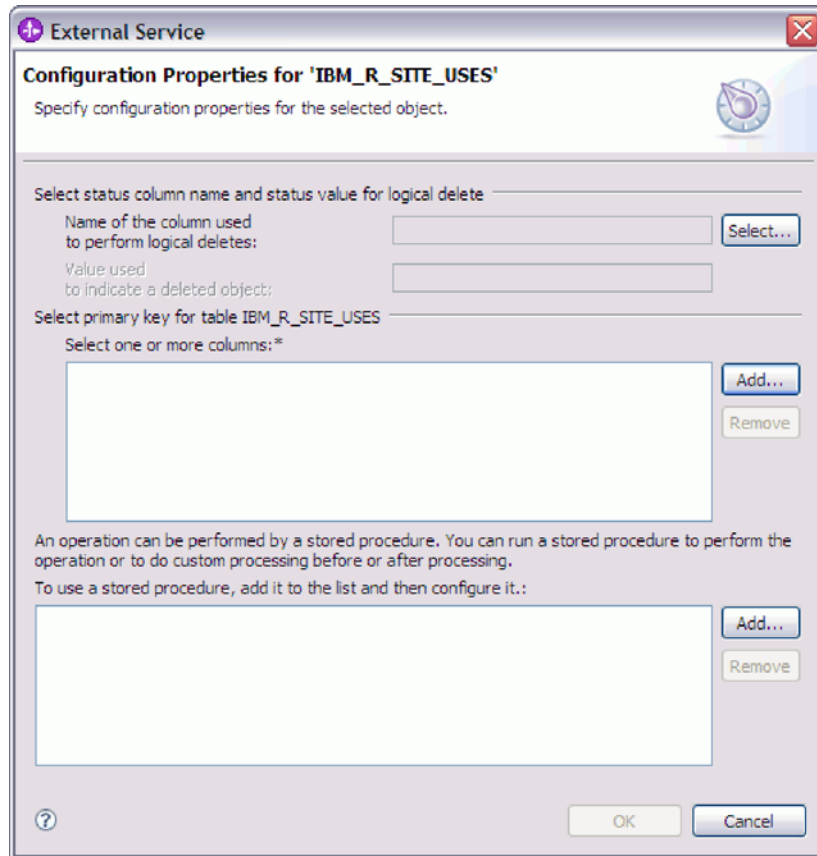 External Service
Configuration Properties for 'IBM_R_SITE_USES'
Specify configuration properties for the selected object.
Select status column name and status value for logical delete
Name of the column used
to perform logical deletes:
Select...
Value used
to indicate a deleted object:
Select primary key for table IBM_R_SITE_USES
Select one or more columns:*
Add...
Remove
An operation can be performed by a stored procedure. You can run a stored procedure to perform the
operation or to do custom processing before or after processing.
To use a stored procedure, add it to the list and then configure it.:
Add...
Remove
?
OK
Cancel